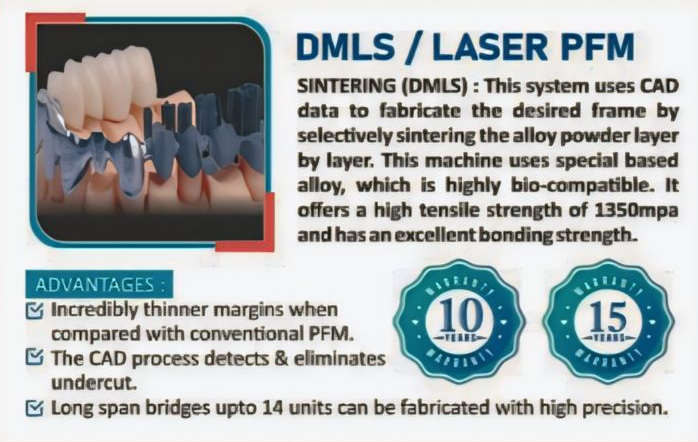 DMLS / LASER PFM
SINTERING (DMLS) : This system uses CAD
data to fabricate the desired frame by
selectively sintering the alloy powder layer
by layer. This machine uses special based
alloy, which is highly bio-compatible. It
offers a high tensile strength of 1350mpa
and has an excellent bonding strength.
ADVANTAGES :
Incredibly thinner margins when
compared with conventional PFM.
The CAD process detects & eliminates
undercut.
Long span bridges upto 14 units can be fabricated with high precision.
WARRANTY
10
YEARS
WARRANTY
WARRANTY
15
YEARS
WARRANTY